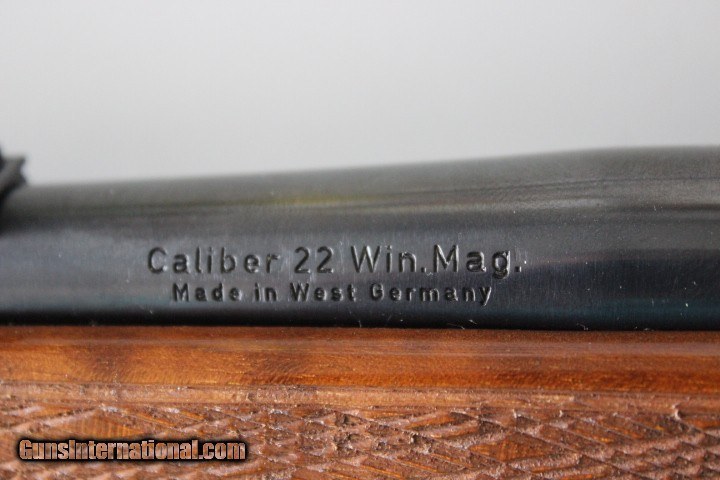 Caliber 22 Win.Mag.
Made in West Germany
GunsInternational.com